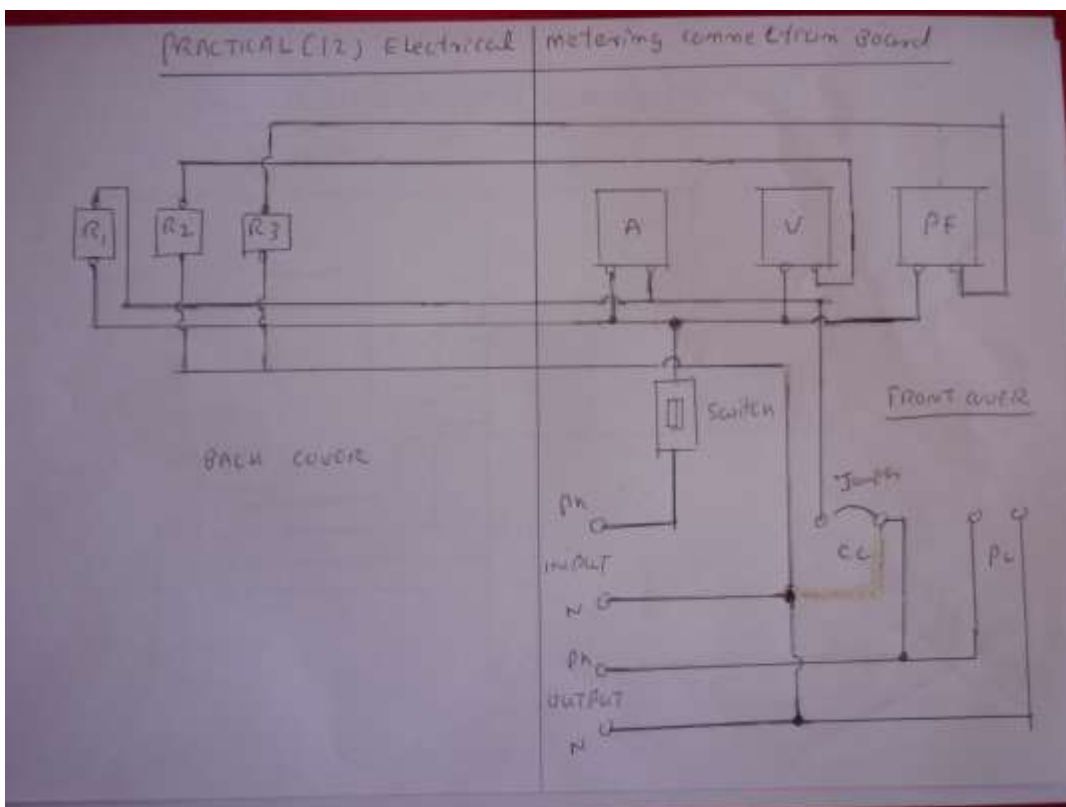 PRACTICAL (12) Electrical metering connection Board
R1
R2
R3
A
V
PF
Switch
FRONT COVER
BACK COVER
Ph
INPUT
N
CC
PC
Ph
OUTPUT
N